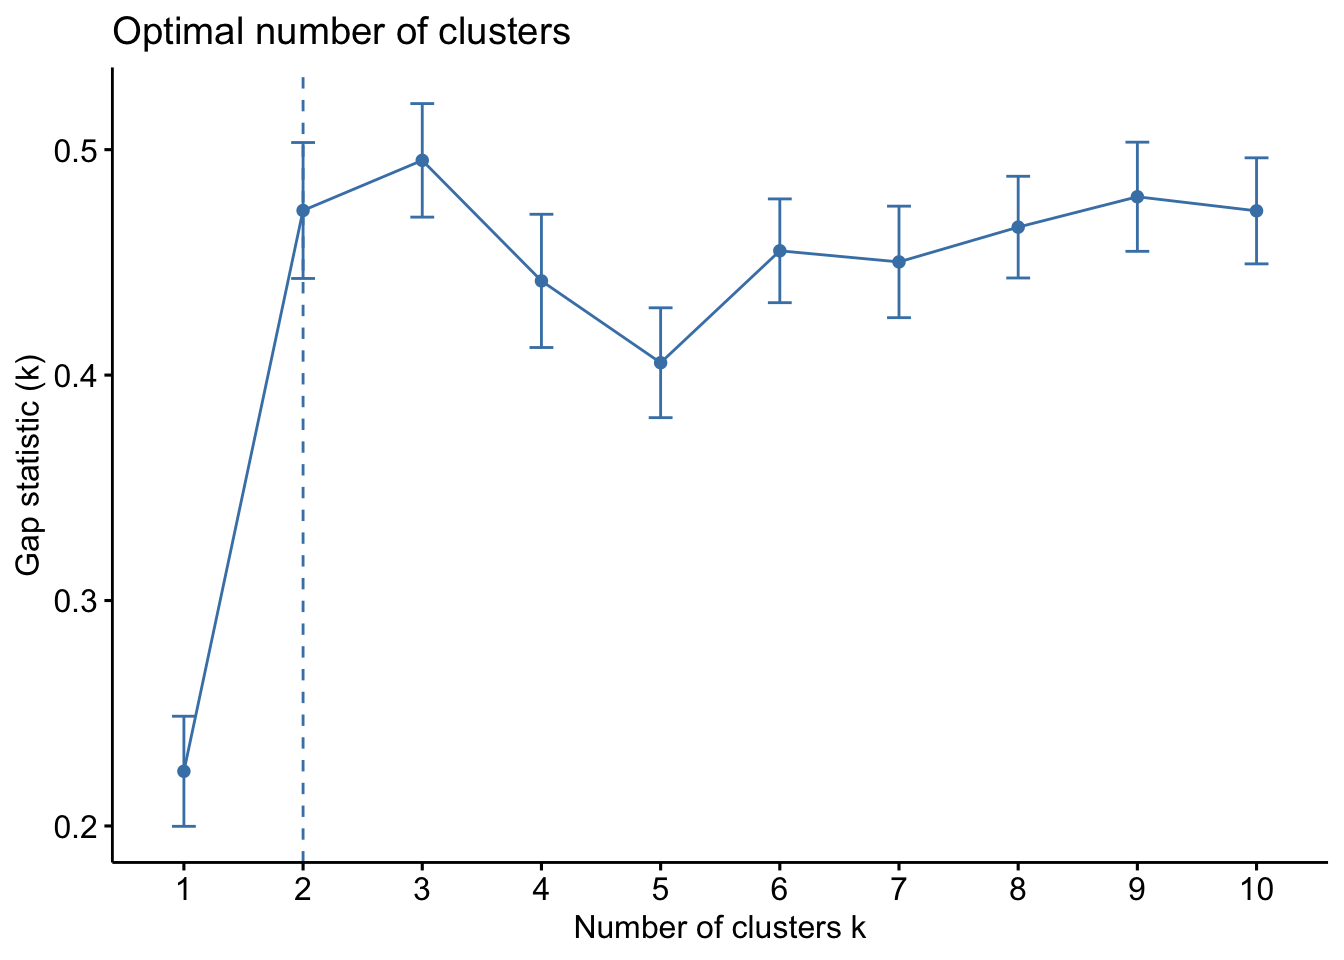 Optimal number of clusters
Gap statistic (k)
0.5
0.4
0.3
0.2
1 2 3 4 5 6 7 8 9 10
Number of clusters k